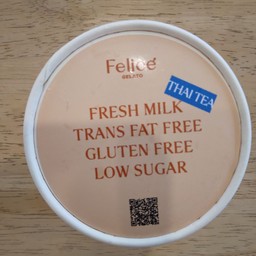 Felice
GELATO
THAI TEA
FRESH MILK
TRANS FAT FREE
GLUTEN FREE
LOW SUGAR